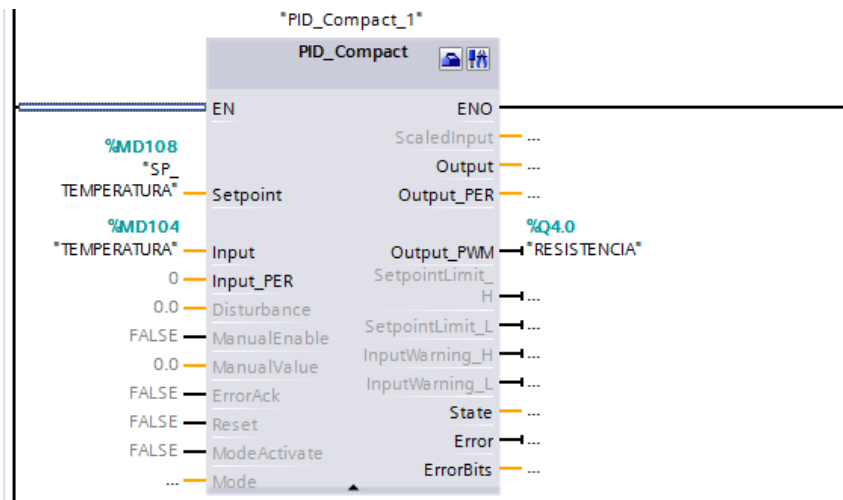 "PID_Compact_1"
PID_Compact
EN
ENO
ScaledInput
...
%MD108
"SP_
TEMPERATURA"
Setpoint
Output
...
Output_PER
...
%MD104
"TEMPERATURA"
Input
%Q4.0
Output_PWM
"RESISTENCIA"
0
Input_PER
SetpointLimit_
H
...
0.0
Disturbance
SetpointLimit_L
...
FALSE
ManualEnable
InputWarning_H
...
0.0
ManualValue
InputWarning_L
...
FALSE
ErrorAck
State
...
FALSE
Reset
Error
...
FALSE
ModeActivate
ErrorBits
...
...
Mode